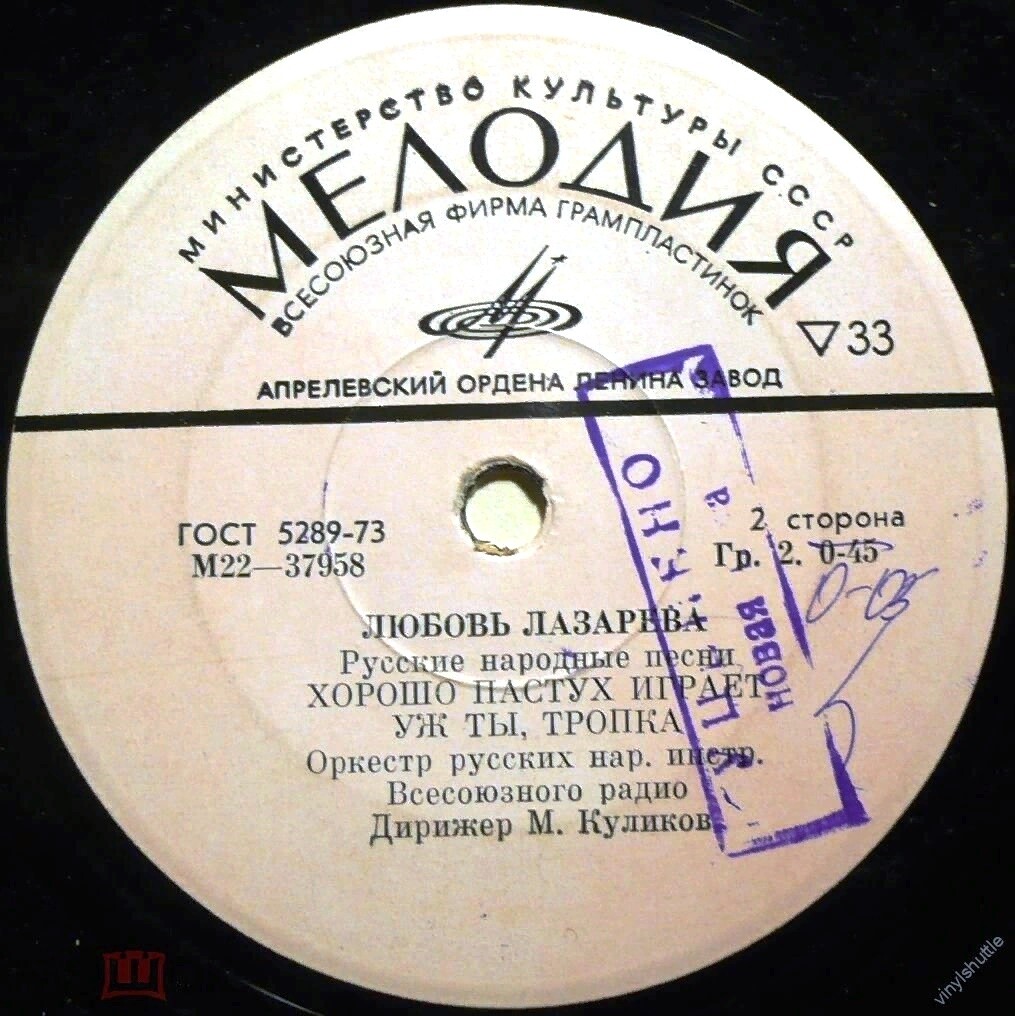 МИНИСТЕРСТВО КУЛЬТУРЫ СССР
МЕЛОДИЯ
ВСЕСОЮЗНАЯ ФИРМА ГРАМПЛАСТИНОК
▽33
АПРЕЛЕВСКИЙ ОРДЕНА ЛЕНИНА ЗАВОД
ГОСТ 5289-73
М22—37958
2 сторона
Гр. 2. 0-45
0-05
ЛЮБОВЬ ЛАЗАРЕВА
Русские народные песни
ХОРОШО ПАСТУХ ИГРАЕТ
УЖ ТЫ, ТРОПКА
Оркестр русских нар. инстр.
Всесоюзного радио
Дирижер М. Куликов
новая
vinylshuttle